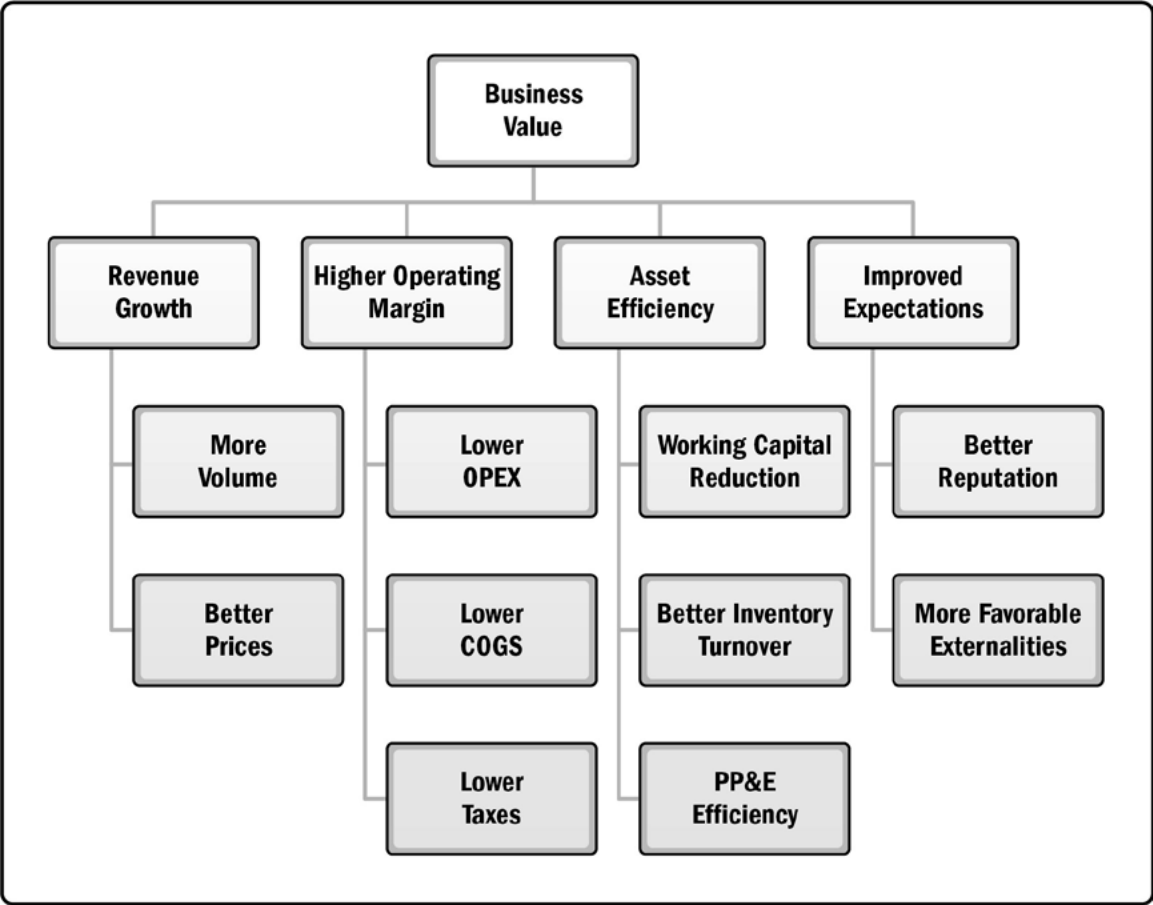 Business
Value
Revenue
Growth
Higher Operating
Margin
Asset
Efficiency
Improved
Expectations
More
Volume
Lower
OPEX
Working Capital
Reduction
Better
Reputation
Better
Prices
Lower
COGS
Better Inventory
Turnover
More Favorable
Externalities
Lower
Taxes
PP&E
Efficiency